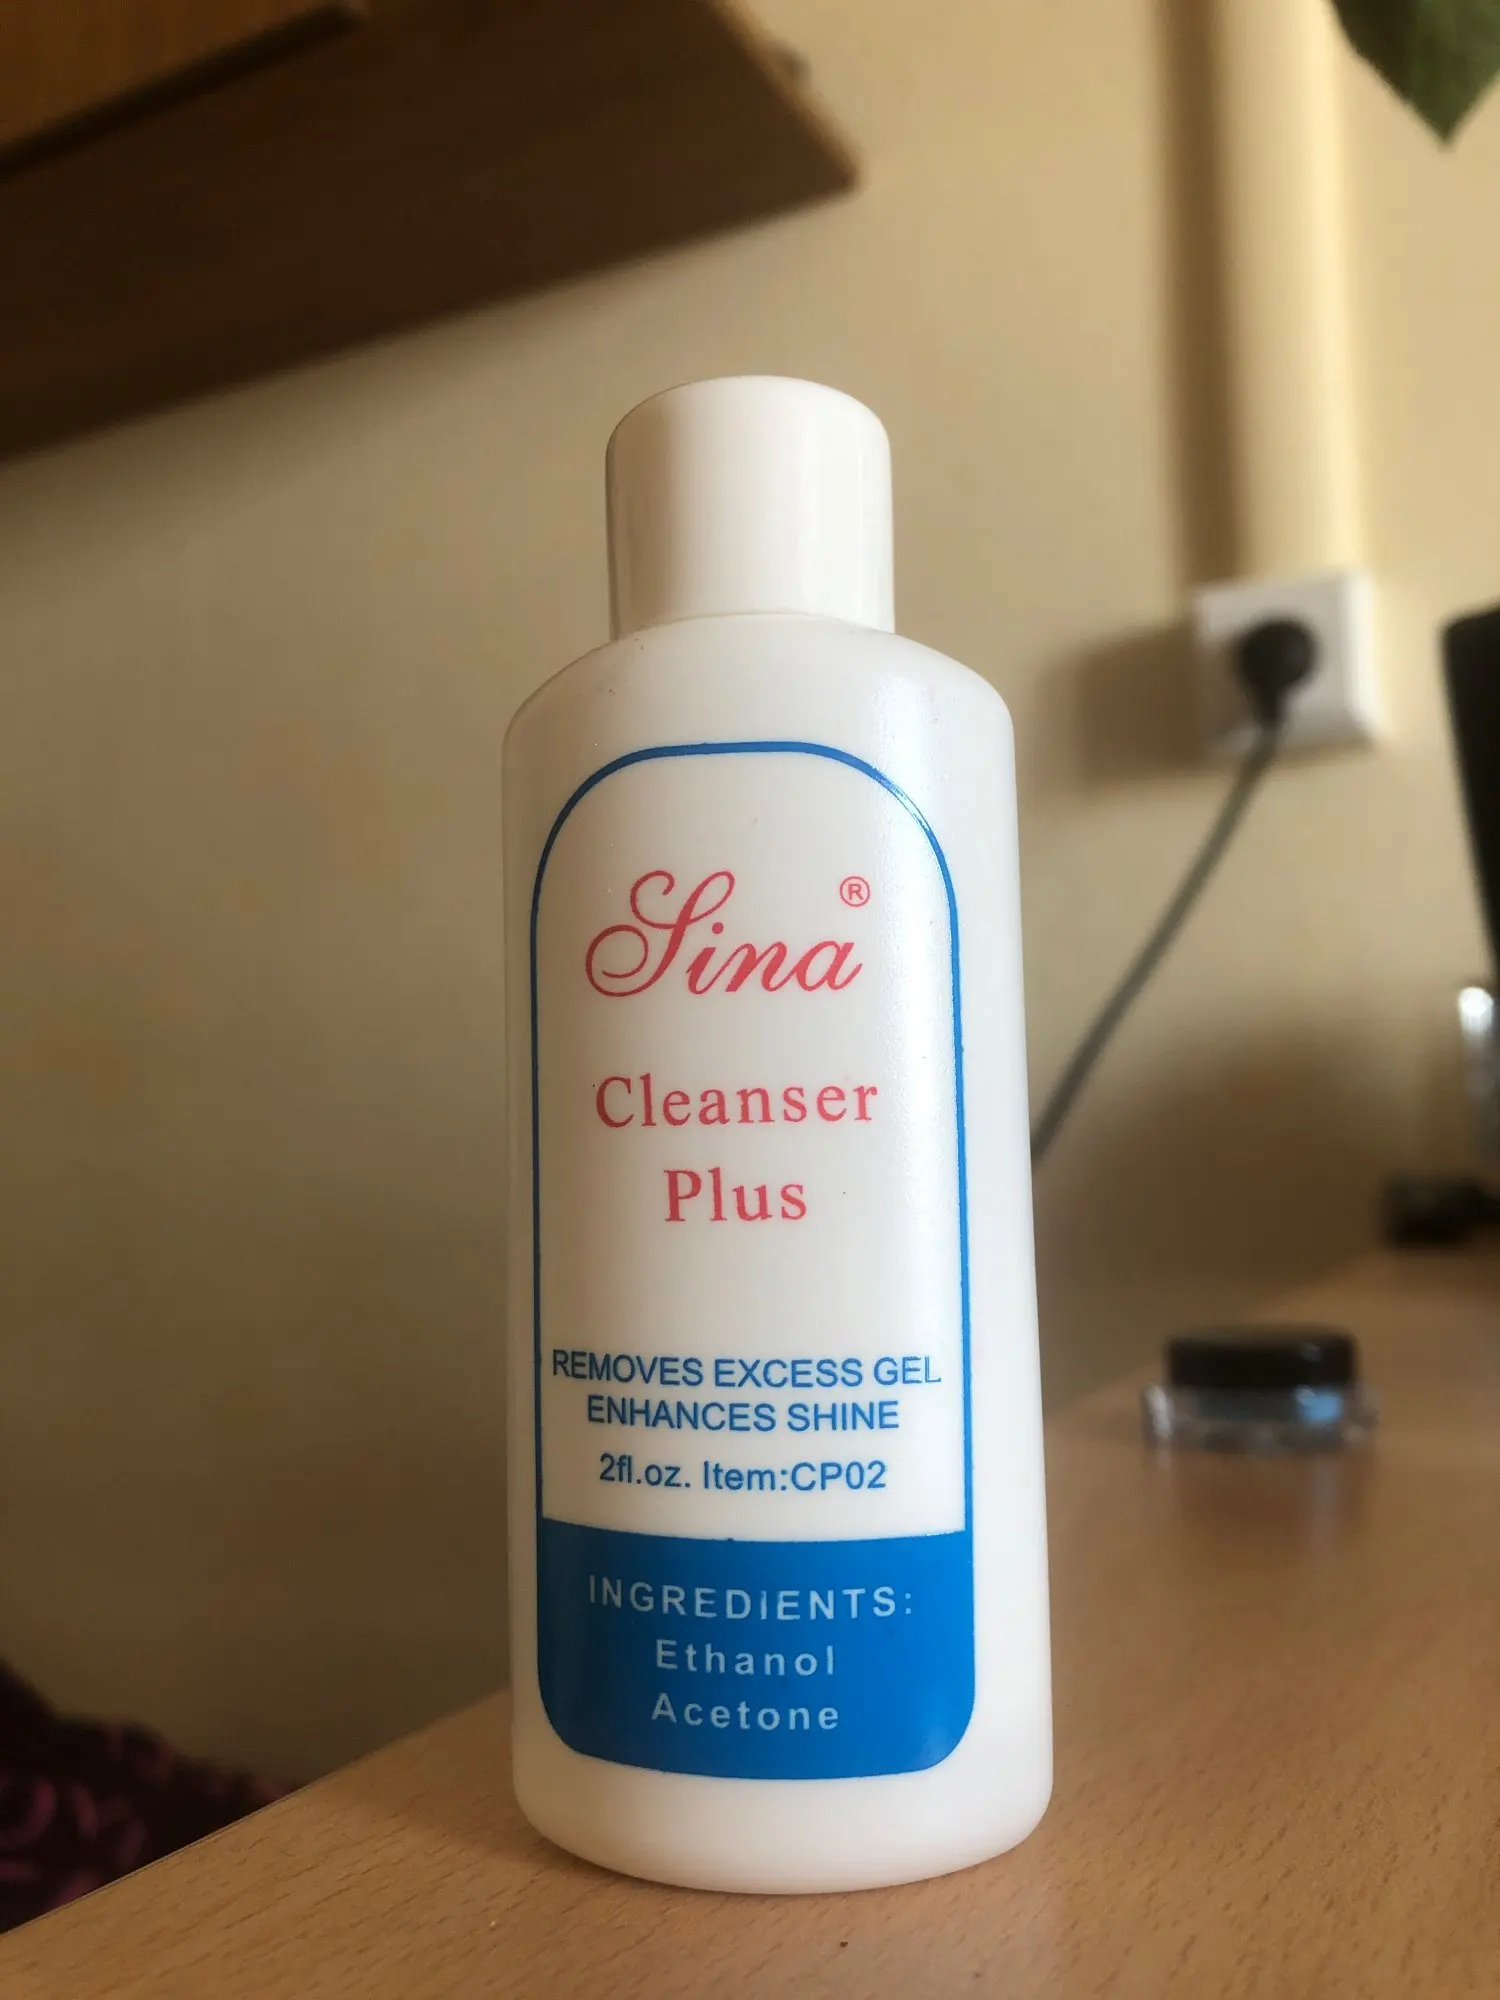 Sina®
Cleanser
Plus
REMOVES EXCESS GEL
ENHANCES SHINE
2fl.oz. Item:CP02
INGREDIENTS:
Ethanol
Acetone